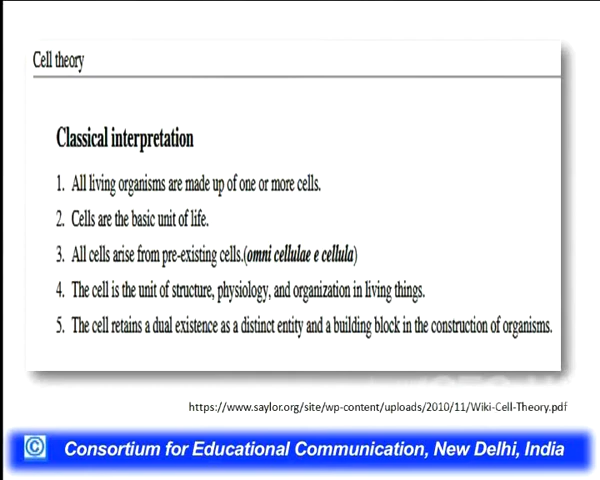 Cell theory
Classical interpretation
1. All living organisms are made up of one or more cells.
2. Cells are the basic unit of life.
3. All cells arise from pre-existing cells.(omni cellulae e cellula)
4. The cell is the unit of structure, physiology, and organization in living things.
5. The cell retains a dual existence as a distinct entity and a building block in the construction of organisms.
https://www.saylor.org/site/wp-content/uploads/2010/11/Wiki-Cell-Theory.pdf
© Consortium for Educational Communication, New Delhi, India